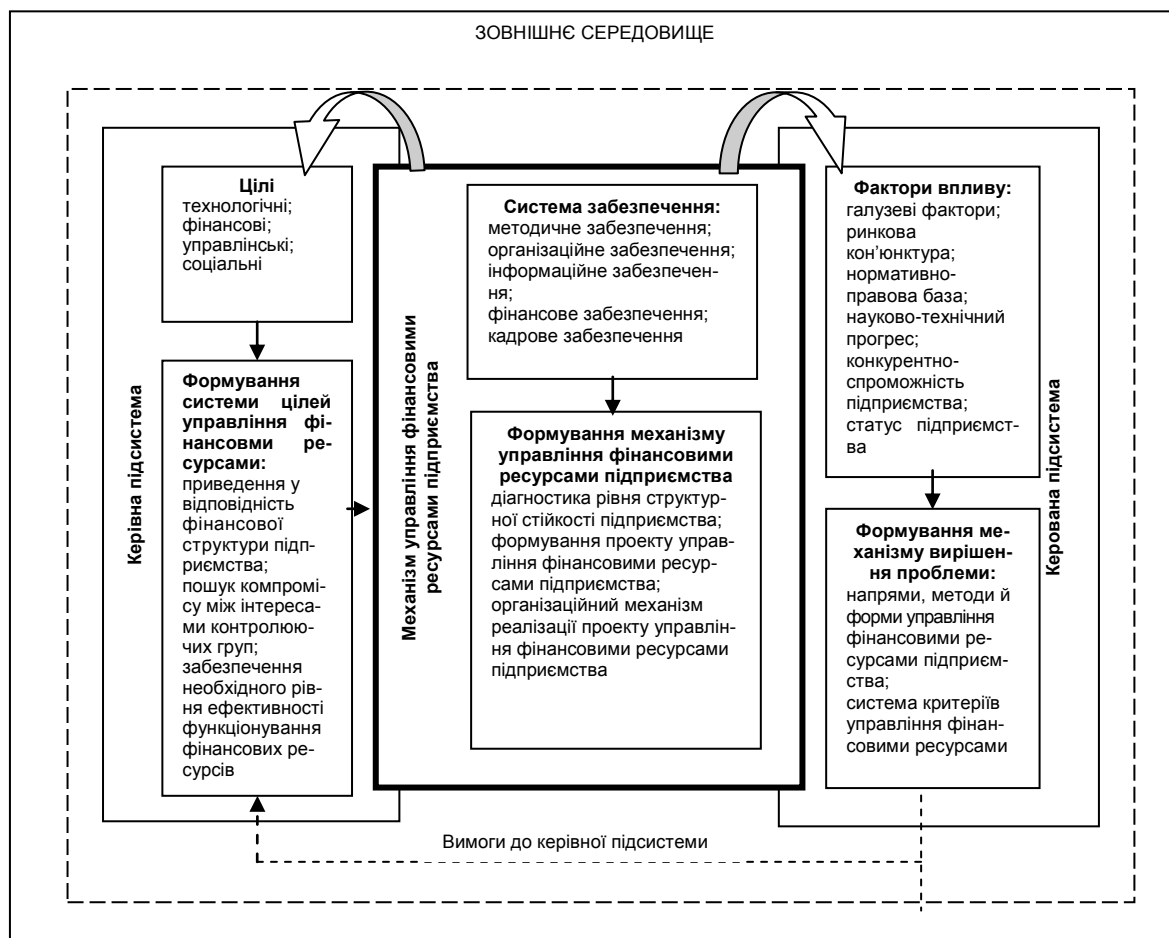 ЗОВНІШНЄ СЕРЕДОВИЩЕ
Керівна підсистема
Цілі
технологічні;
фінансові;
управлінські;
соціальні
Формування
системи цілей
управління фі-
нансовми ре-
сурсами:
приведення у
відповідність
фінансової
структури підп-
риємства;
пошук компромі-
су між інтереса-
ми контролюю-
чих груп;
забезпечення
необхідного рів-
ня ефективності
функціонування
фінансових ре-
сурсів
Механізм управління фінансовими
ресурсами підприємства
Система забезпечення:
методичне забезпечення;
організаційне забезпечення;
інформаційне забезпечен-
ня;
фінансове забезпечення;
кадрове забезпечення
Формування механізму
управління фінансовими
ресурсами підприємства
діагностика рівня структур-
ної стійкості підприємства;
формування проекту управ-
ління фінансовими ресур-
сами підприємства;
організаційний механізм
реалізації проекту управлін-
ня фінансовими ресурсами
підприємства
Фактори впливу:
галузеві фактори;
ринкова
кон’юнктура;
нормативно-
правова база;
науково-технічний
прогрес;
конкурентно-
спроможність
підприємства;
статус підприємст-
ва
Формування ме-
ханізму вирішен-
ня проблеми:
напрями, методи й
форми управління
фінансовими ре-
сурсами підприєм-
ства;
система критеріїв
управління фінан-
совими ресурсами
Керована підсистема
Вимоги до керівної підсистеми